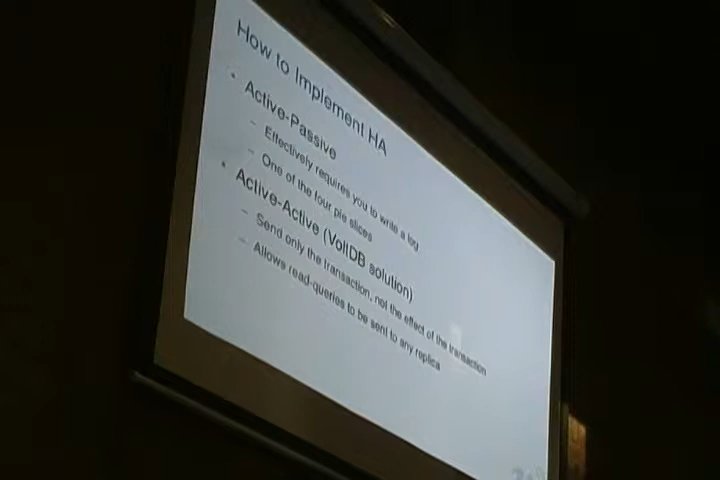 How to Implement HA
• Active-Passive
– Effectively requires you to write a log
– One of the four pie slices
• Active-Active (VoltDB solution)
– Send only the transaction, not the effect of the transaction
– Allows read-queries to be sent to any replica